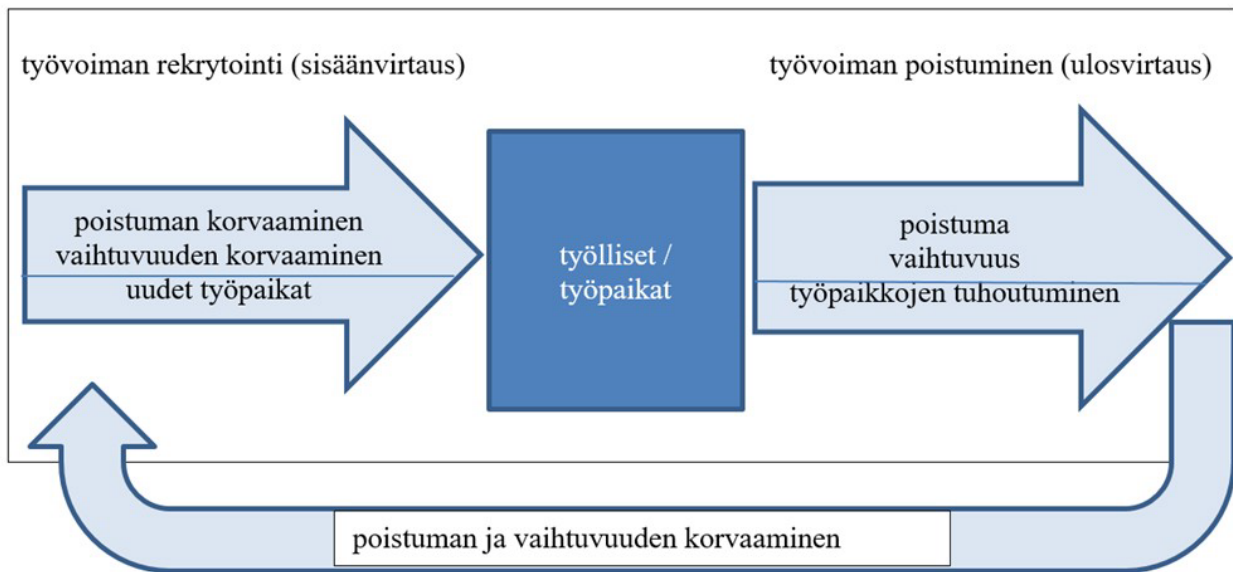 työvoiman rekrytointi (sisäänvirtaus)
työvoiman poistuminen (ulosvirtaus)
poistuman korvaaminen
vaihtuvuuden korvaaminen
uudet työpaikat
työlliset /
työpaikat
poistuma
vaihtuvuus
työpaikkojen tuhoutuminen
poistuman ja vaihtuvuuden korvaaminen